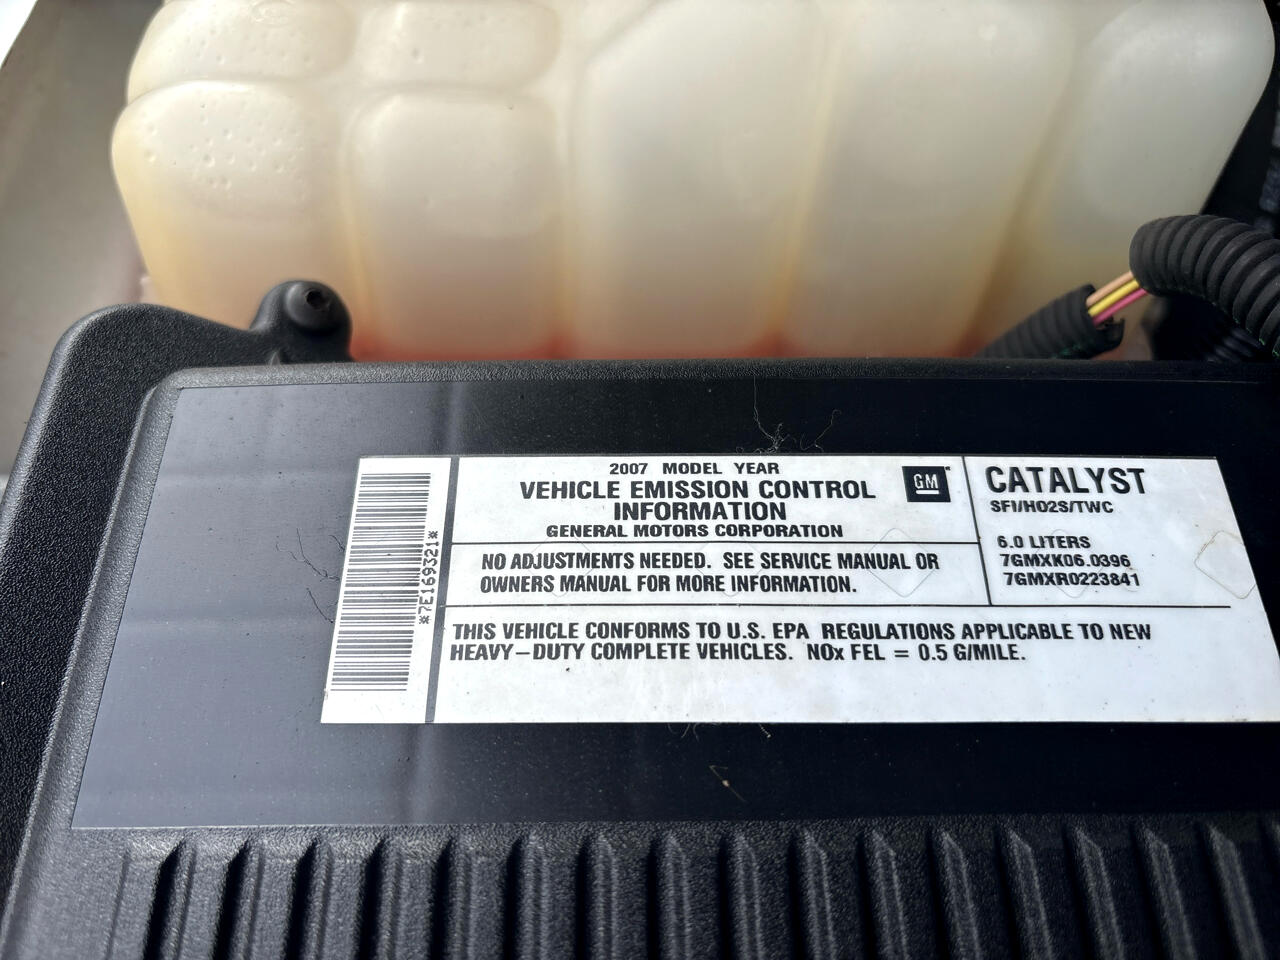 2007 MODEL YEAR
VEHICLE EMISSION CONTROL
INFORMATION
GENERAL MOTORS CORPORATION
GM
CATALYST
SFI/HO2S/TWC
6.0 LITERS
7GMXK06.0396
7GMXR0223841
NO ADJUSTMENTS NEEDED. SEE SERVICE MANUAL OR
OWNERS MANUAL FOR MORE INFORMATION.
THIS VEHICLE CONFORMS TO U.S. EPA REGULATIONS APPLICABLE TO NEW
HEAVY-DUTY COMPLETE VEHICLES. NOx FEL = 0.5 G/MILE.
*7E169321*